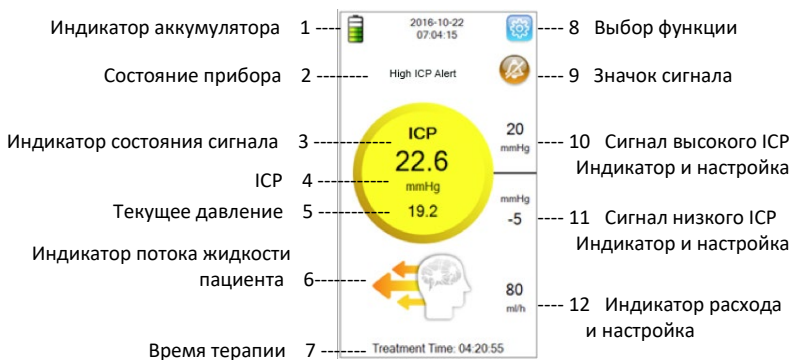 Индикатор аккумулятора 1 ----
Состояние прибора 2 --------
Индикатор состояния сигнала 3 --------
ICP 4 ----------
Текущее давление 5 --------
Индикатор потока жидкости
пациента 6-------
Время терапии 7 ------
2016-10-22
07:04:15
High ICP Alert
ICP
22.6
mmHg
19.2
20
mmHg
mmHg
-5
80
ml/h
Treatment Time: 04:20:55
---- 8 Выбор функции
---- 9 Значок сигнала
---- 10 Сигнал высокого ICP
Индикатор и настройка
---- 11 Сигнал низкого ICP
Индикатор и настройка
---- 12 Индикатор расхода
и настройка